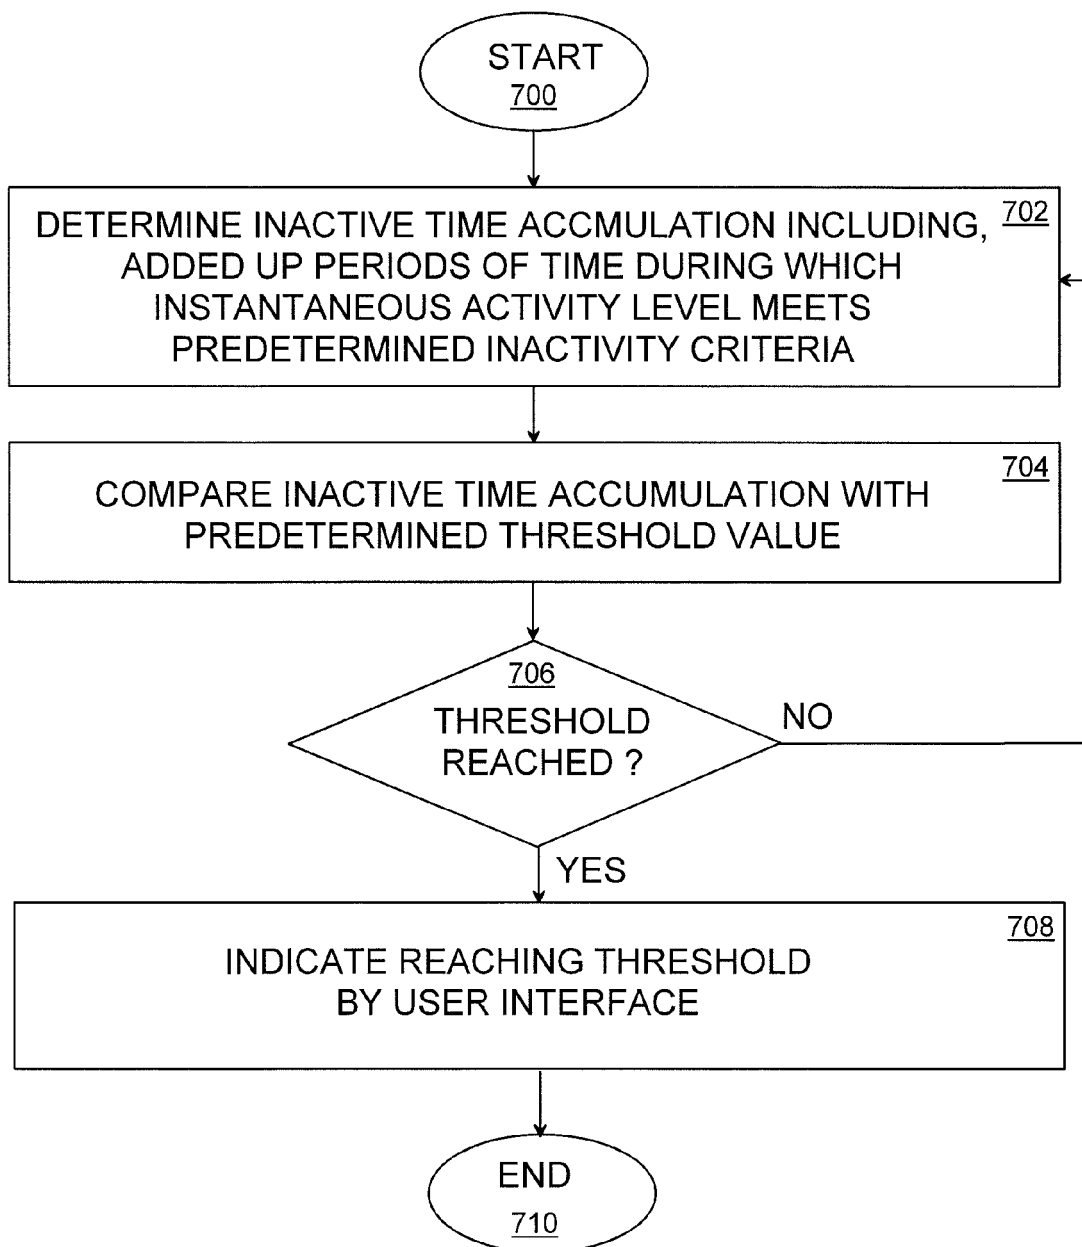 START
700
702
DETERMINE INACTIVE TIME ACCMULATION INCLUDING,
ADDED UP PERIODS OF TIME DURING WHICH
INSTANTANEOUS ACTIVITY LEVEL MEETS
PREDETERMINED INACTIVITY CRITERIA
704
COMPARE INACTIVE TIME ACCUMULATION WITH
PREDETERMINED THRESHOLD VALUE
706
THRESHOLD
REACHED ?
NO
YES
708
INDICATE REACHING THRESHOLD
BY USER INTERFACE
END
710